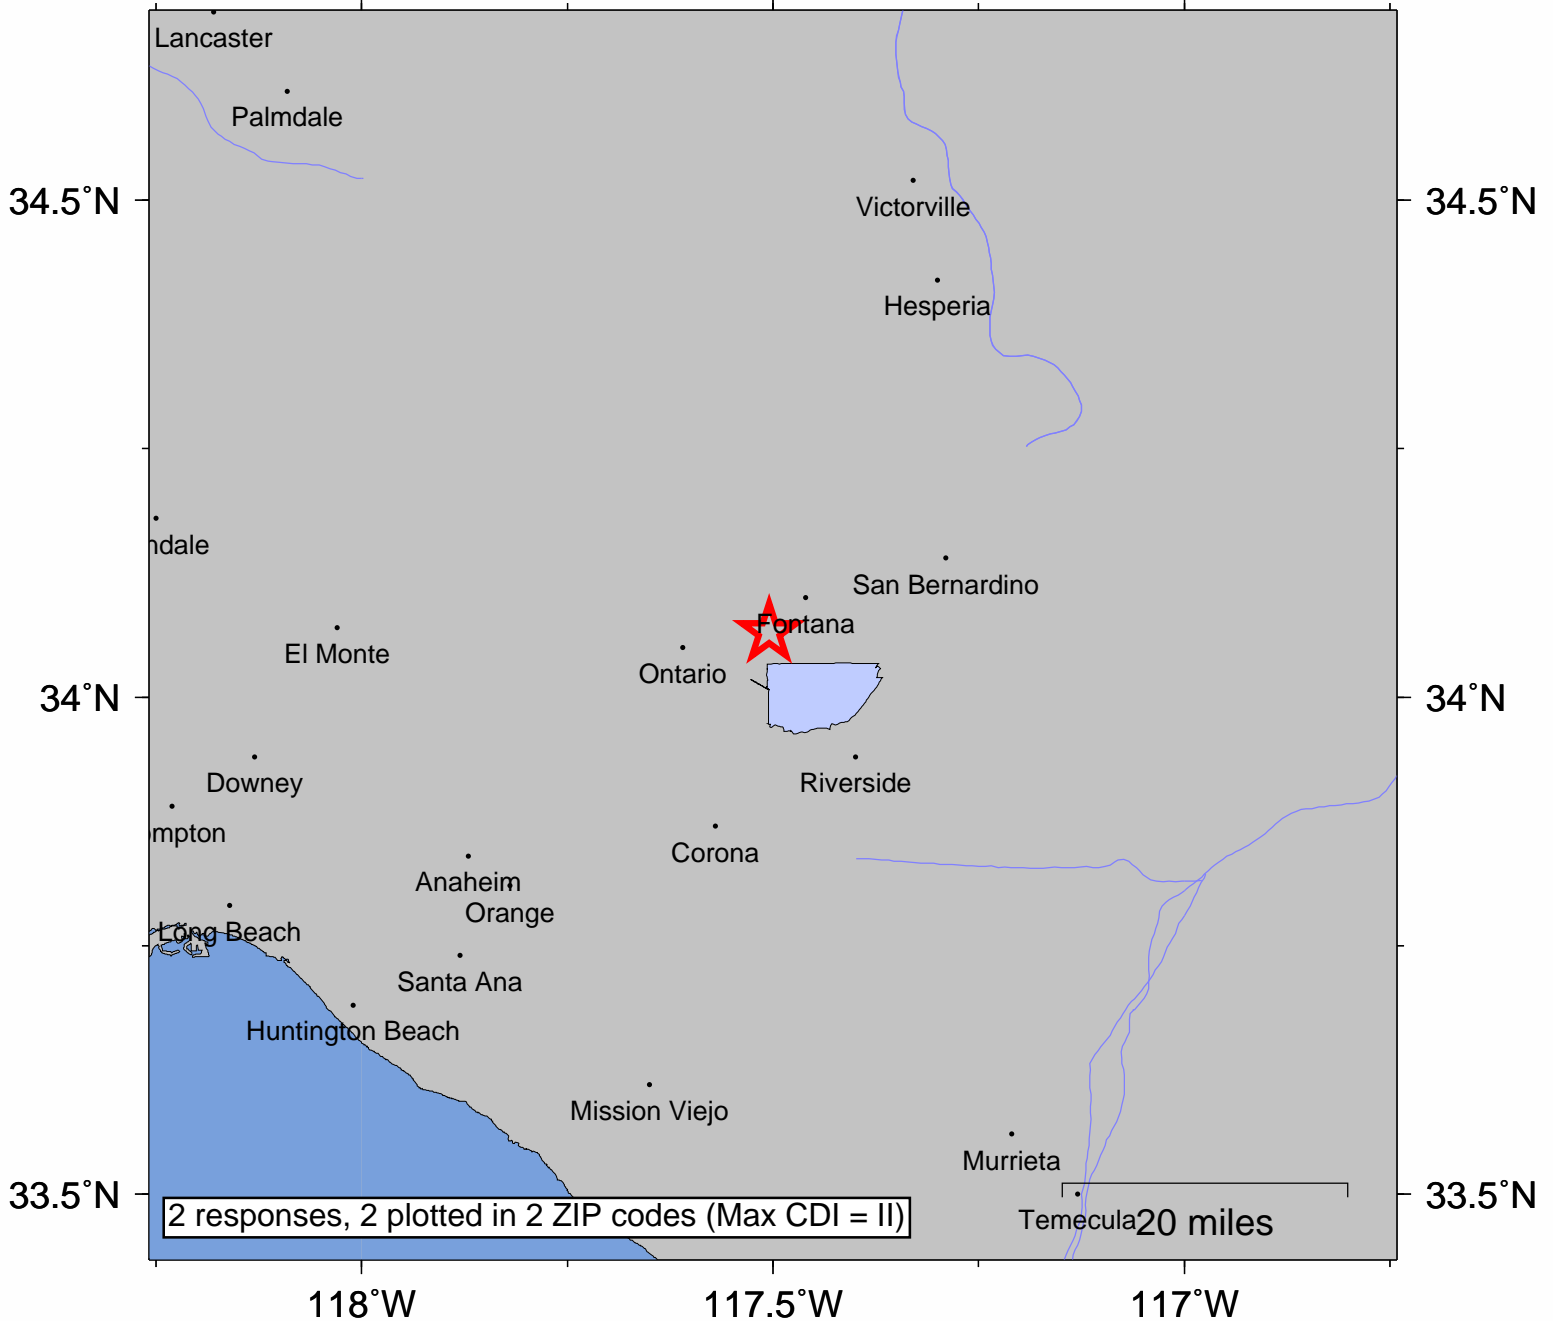 Lancaster
Palmdale
34.5°N
34.5°N
Victorville
Hesperia
ndale
San Bernardino
Fontana
El Monte
Ontario
34°N
34°N
Downey
Riverside
ompton
Corona
Anaheim
Orange
Long Beach
Santa Ana
Huntington Beach
Mission Viejo
Murrieta
33.5°N
33.5°N
2 responses, 2 plotted in 2 ZIP codes (Max CDI = II)
Temecula
20 miles
118°W
117.5°W
117°W